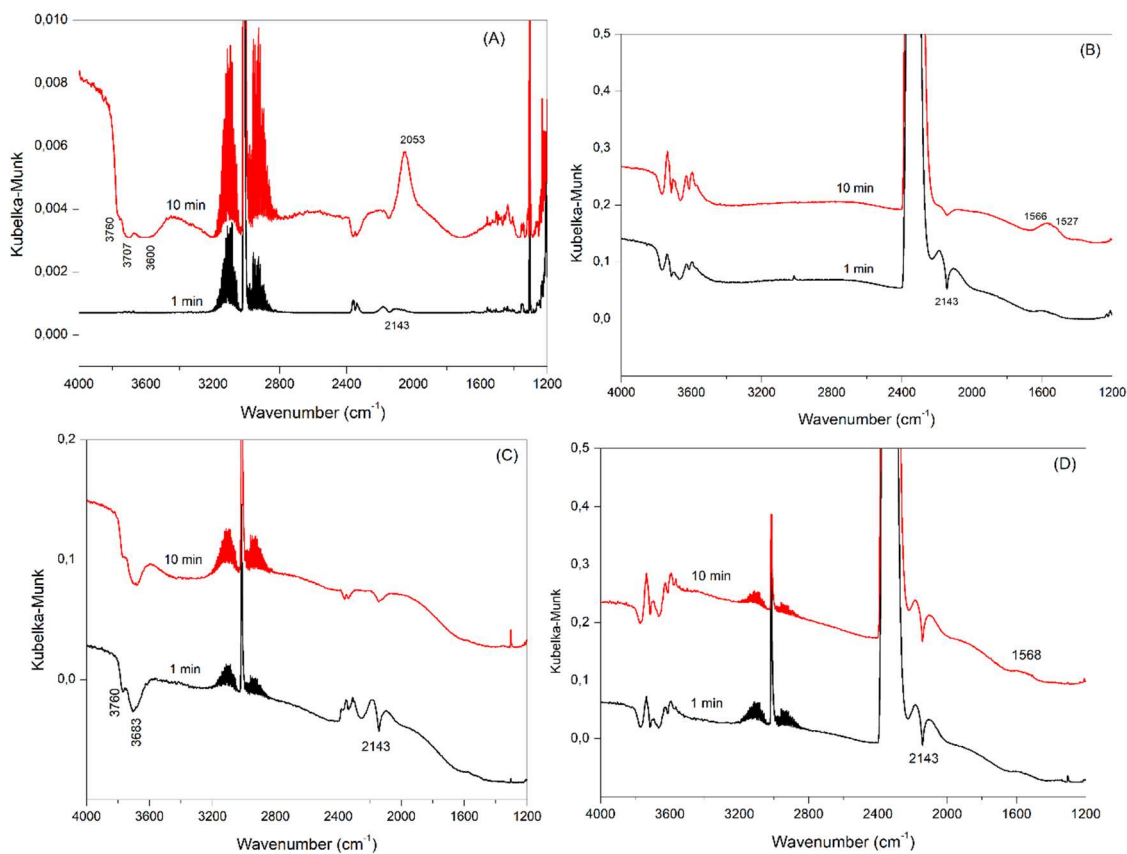 (A)
0,010
0,008
0,006
0,004
0,002
0,000
Kubelka-Munk
10 min
1 min
3760
3707
3600
2053
2143
4000 3600 3200 2800 2400 2000 1600 1200
Wavenumber (cm-1)
(B)
0,5
0,4
0,3
0,2
0,1
0,0
Kubelka-Munk
10 min
1 min
1566
1527
2143
4000 3600 3200 2800 2400 2000 1600 1200
Wavenumber (cm-1)
(C)
0,2
0,1
0,0
Kubelka-Munk
10 min
1 min
3760
3683
2143
4000 3600 3200 2800 2400 2000 1600 1200
Wavenumber (cm-1)
(D)
0,5
0,4
0,3
0,2
0,1
0,0
Kubelka-Munk
10 min
1 min
1568
2143
4000 3600 3200 2800 2400 2000 1600 1200
Wavenumber (cm-1)